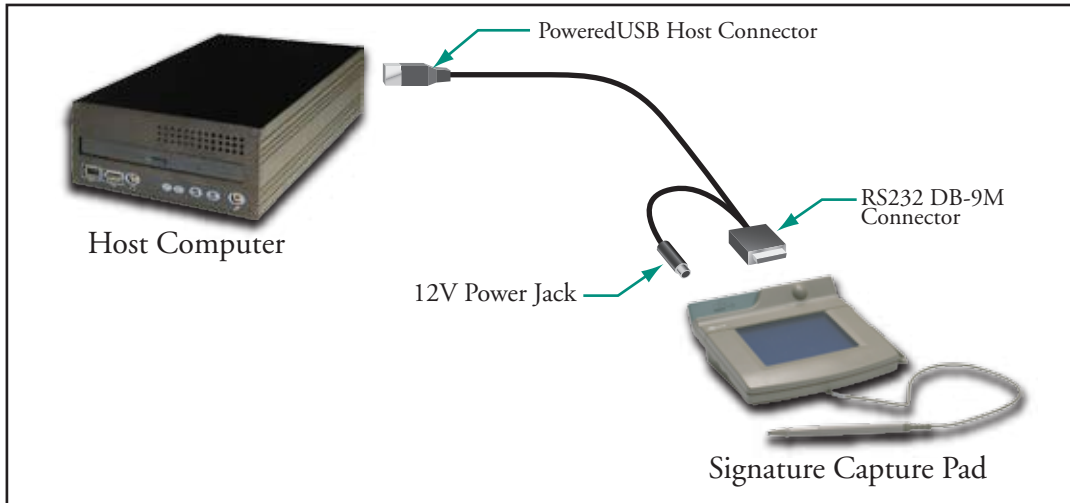 PoweredUSB Host Connector
RS232 DB-9M
Connector
Host Computer
12V Power Jack
Signature Capture Pad